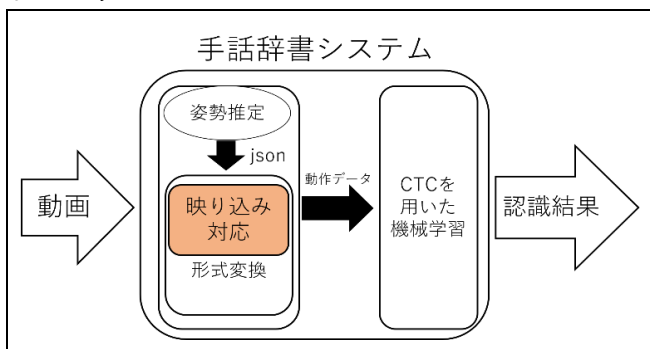 手話辞書システム
姿勢推定
json
動画
映り込み
対応
形式変換
動作データ
CTCを
用いた
機械学習
認識結果